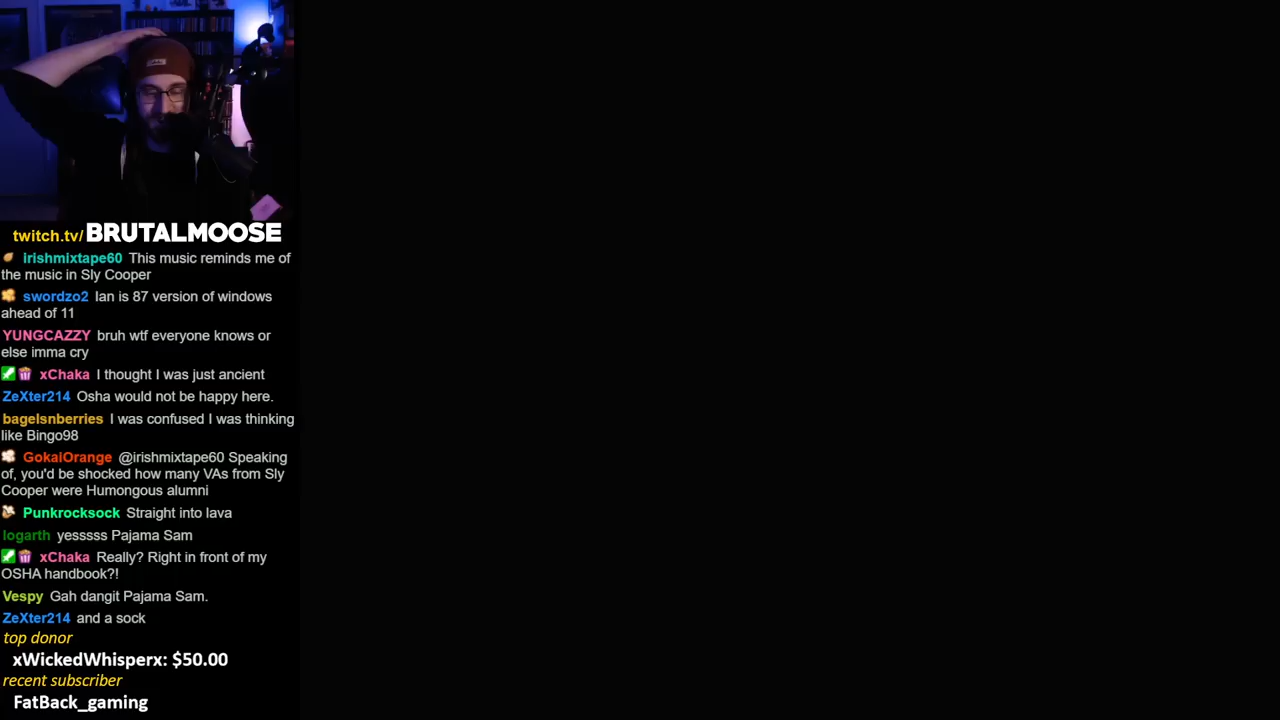 twitch.tv/BRUTALMOOSE
irishmixtape60 This music reminds me of
the music in Sly Cooper
swordzo2 Ian is 87 version of windows
ahead of 11
YUNGCAZZY bruh wtf everyone knows or
else imma cry
xChaka I thought I was just ancient
ZeXter214 Osha would not be happy here.
bagelsnberries I was confused I was thinking
like Bingo98
GokaiOrange @irishmixtape60 Speaking
of, you'd be shocked how many VAs from Sly
Cooper were Humongous alumni
Punkrocksock Straight into lava
logarth yesssss Pajama Sam
xChaka Really? Right in front of my
OSHA handbook?!
Vespy Gah dangit Pajama Sam.
ZeXter214 and a sock
top donor
xWickedWhisperx: $50.00
recent subscriber
FatBack_gaming